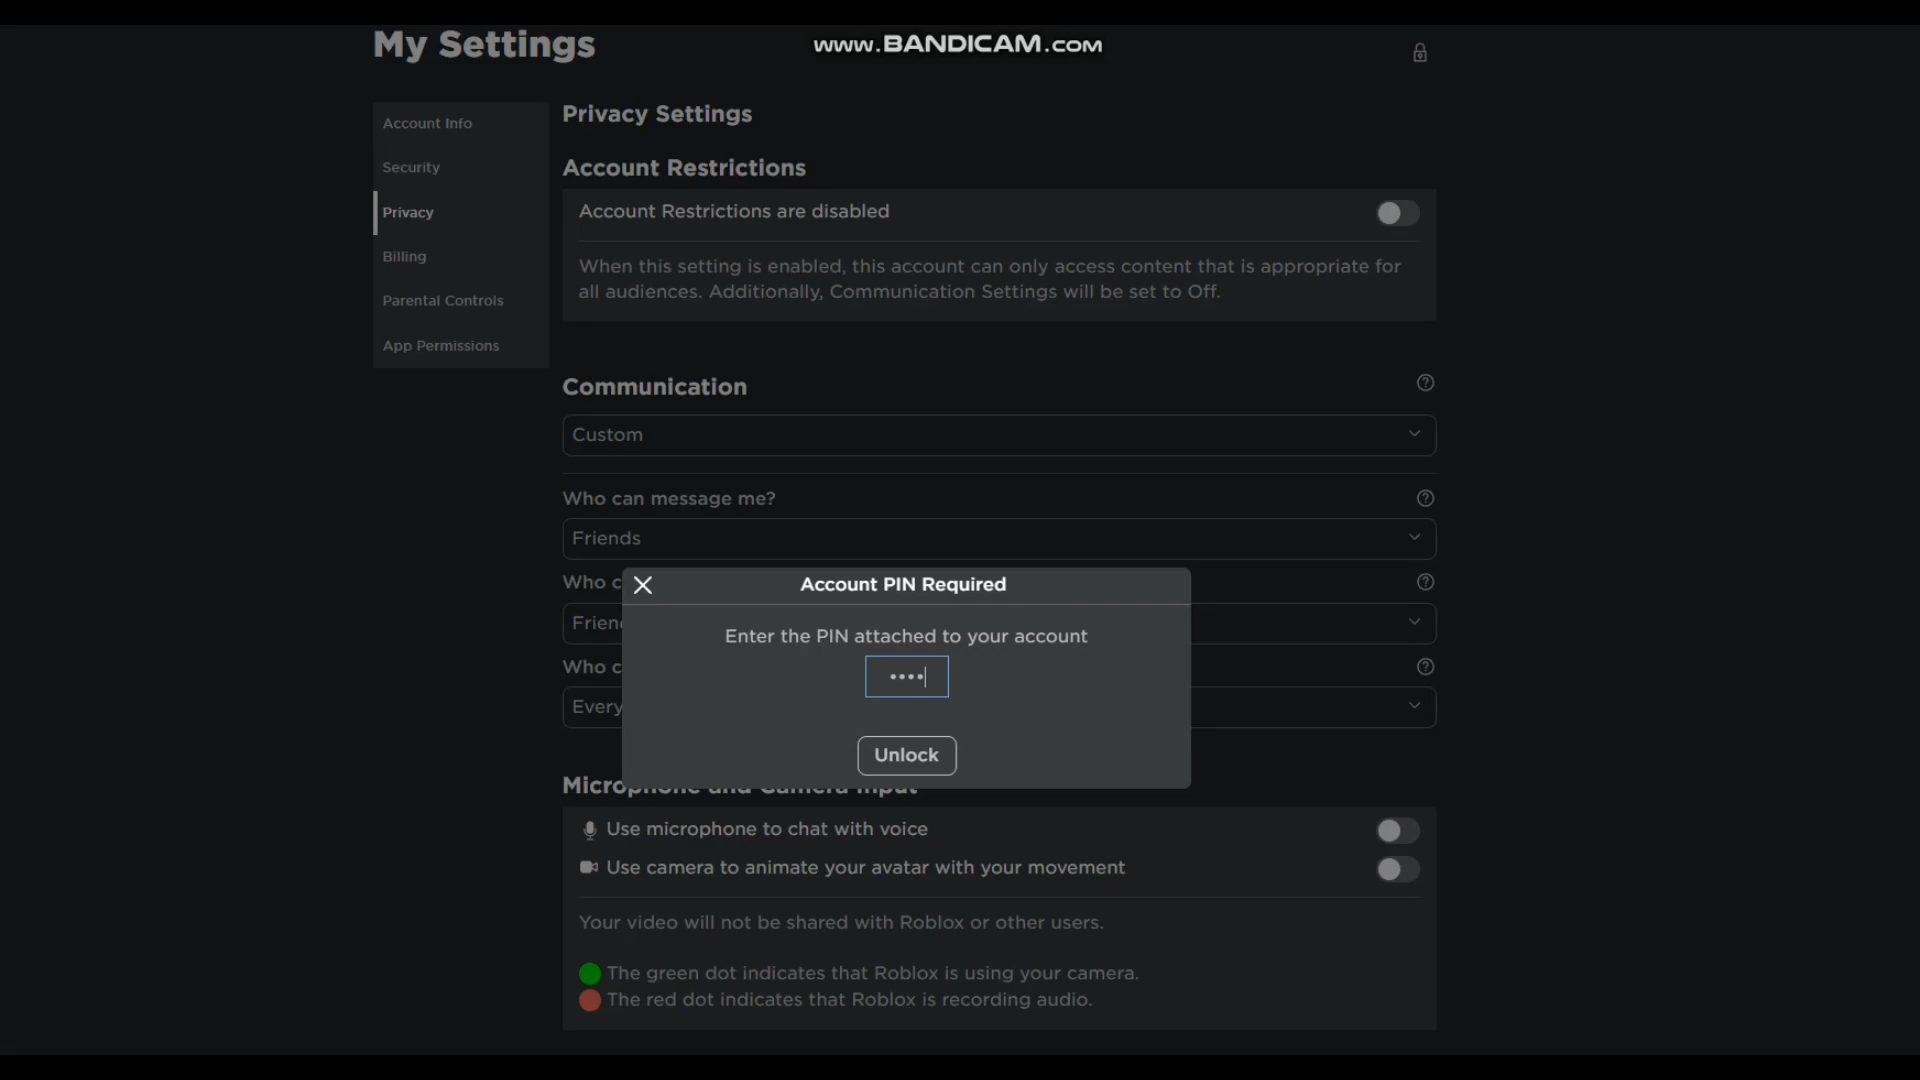 My Settings
www.BANDICAM.com
Account Info
Security
Privacy
Billing
Parental Controls
App Permissions
Privacy Settings
Account Restrictions
Account Restrictions are disabled
When this setting is enabled, this account can only access content that is appropriate for
all audiences. Additionally, Communication Settings will be set to Off.
Communication
Custom
Who can message me?
Friends
Who c
Frien
Who c
Every
Account PIN Required
Enter the PIN attached to your account
••••
Unlock
Microphone and Camera Input
Use microphone to chat with voice
Use camera to animate your avatar with your movement
Your video will not be shared with Roblox or other users.
The green dot indicates that Roblox is using your camera.
The red dot indicates that Roblox is recording audio.